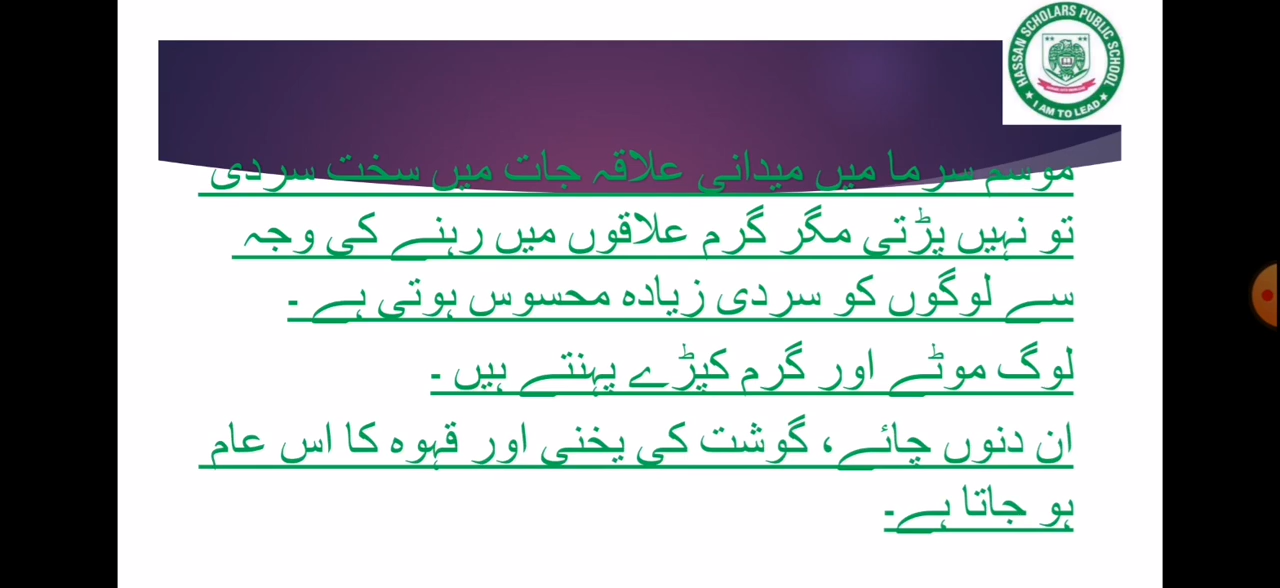 HASSAN SCHOLARS PUBLIC SCHOOL
I AM TO LEAD
موسم سرما میں میدانی علاقہ جات میں سخت سردی
تو نہیں پڑتی مگر گرم علاقوں میں رہنے کی وجہ
سے لوگوں کو سردی زیادہ محسوس ہوتی ہے ۔
لوگ موٹے اور گرم کپڑے پہنتے ہیں ۔
ان دنوں چائے، گوشت کی یخنی اور قہوہ کا اس عام
ہو جاتا ہے۔